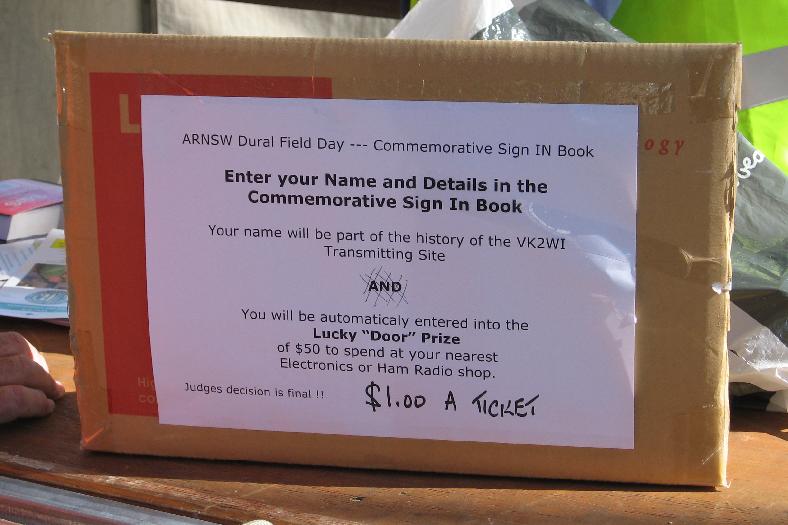 ARNSW Dural Field Day --- Commemorative Sign IN Book
Enter your Name and Details in the
Commemorative Sign In Book
Your name will be part of the history of the VK2WI
Transmitting Site
AND
You will be automaticaly entered into the
Lucky "Door" Prize
of $50 to spend at your nearest
Electronics or Ham Radio shop.
Judges decision is final !!
$1.00 A TICKET
L
ogy
Hi
co